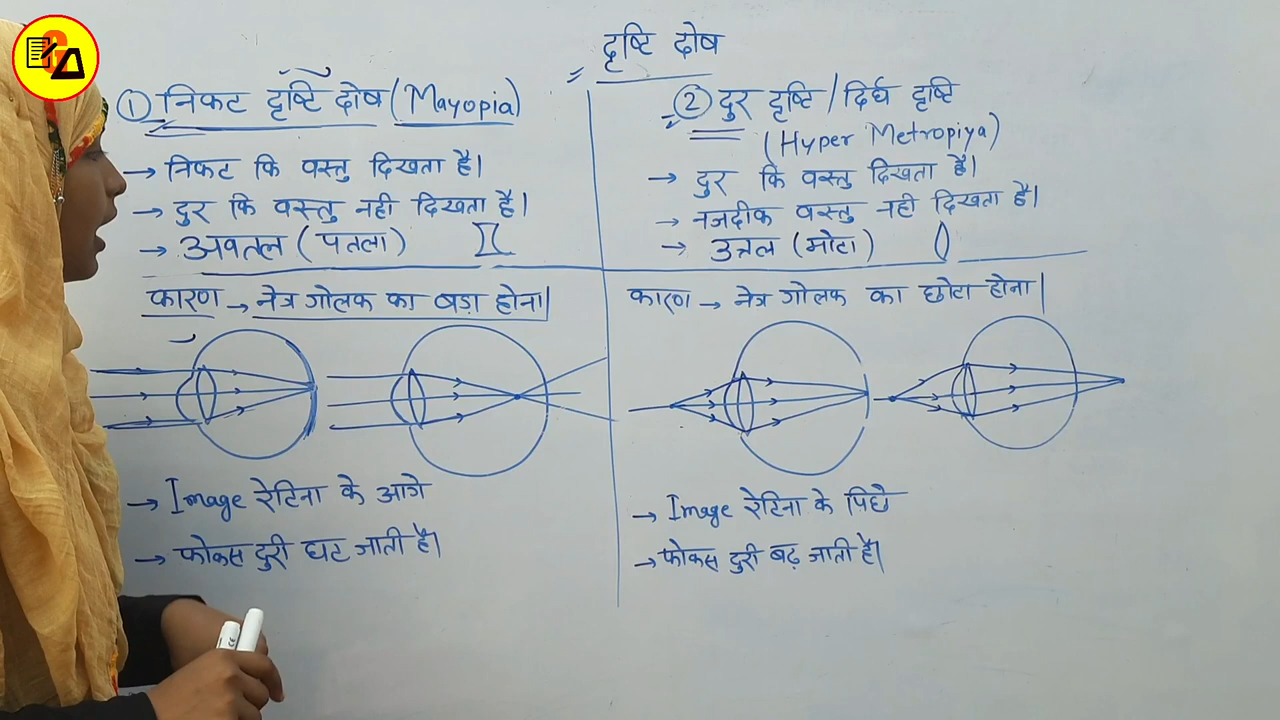 दृष्टि दोष
① निकट दृष्टि दोष (Mayopia)
→ निकट कि वस्तु दिखता है।
→ दुर कि वस्तु नही दिखता है।
→ अवतल (पतला)
कारण → नेत्र गोलक का बड़ा होना।
→ Image रेटिना के आगे
→ फोकस दुरी घट जाती है।
② दुर दृष्टि / दिर्घ दृष्टि
(Hyper Metropiya)
→ दुर कि वस्तु दिखता है।
→ नजदीक वस्तु नही दिखता है।
→ उत्तल (मोटा)
कारण → नेत्र गोलक का छोटा होना।
→ Image रेटिना के पिछे
→ फोकस दुरी बढ़ जाती है।